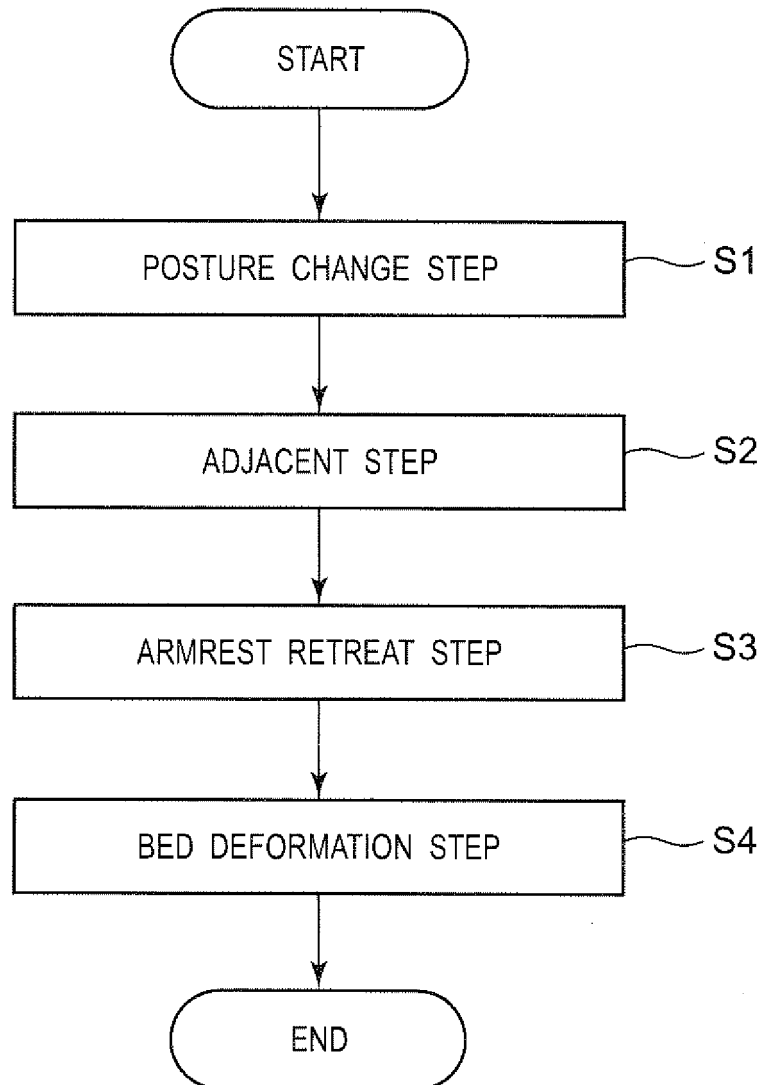 START
POSTURE CHANGE STEP S1
ADJACENT STEP S2
ARMREST RETREAT STEP S3
BED DEFORMATION STEP S4
END